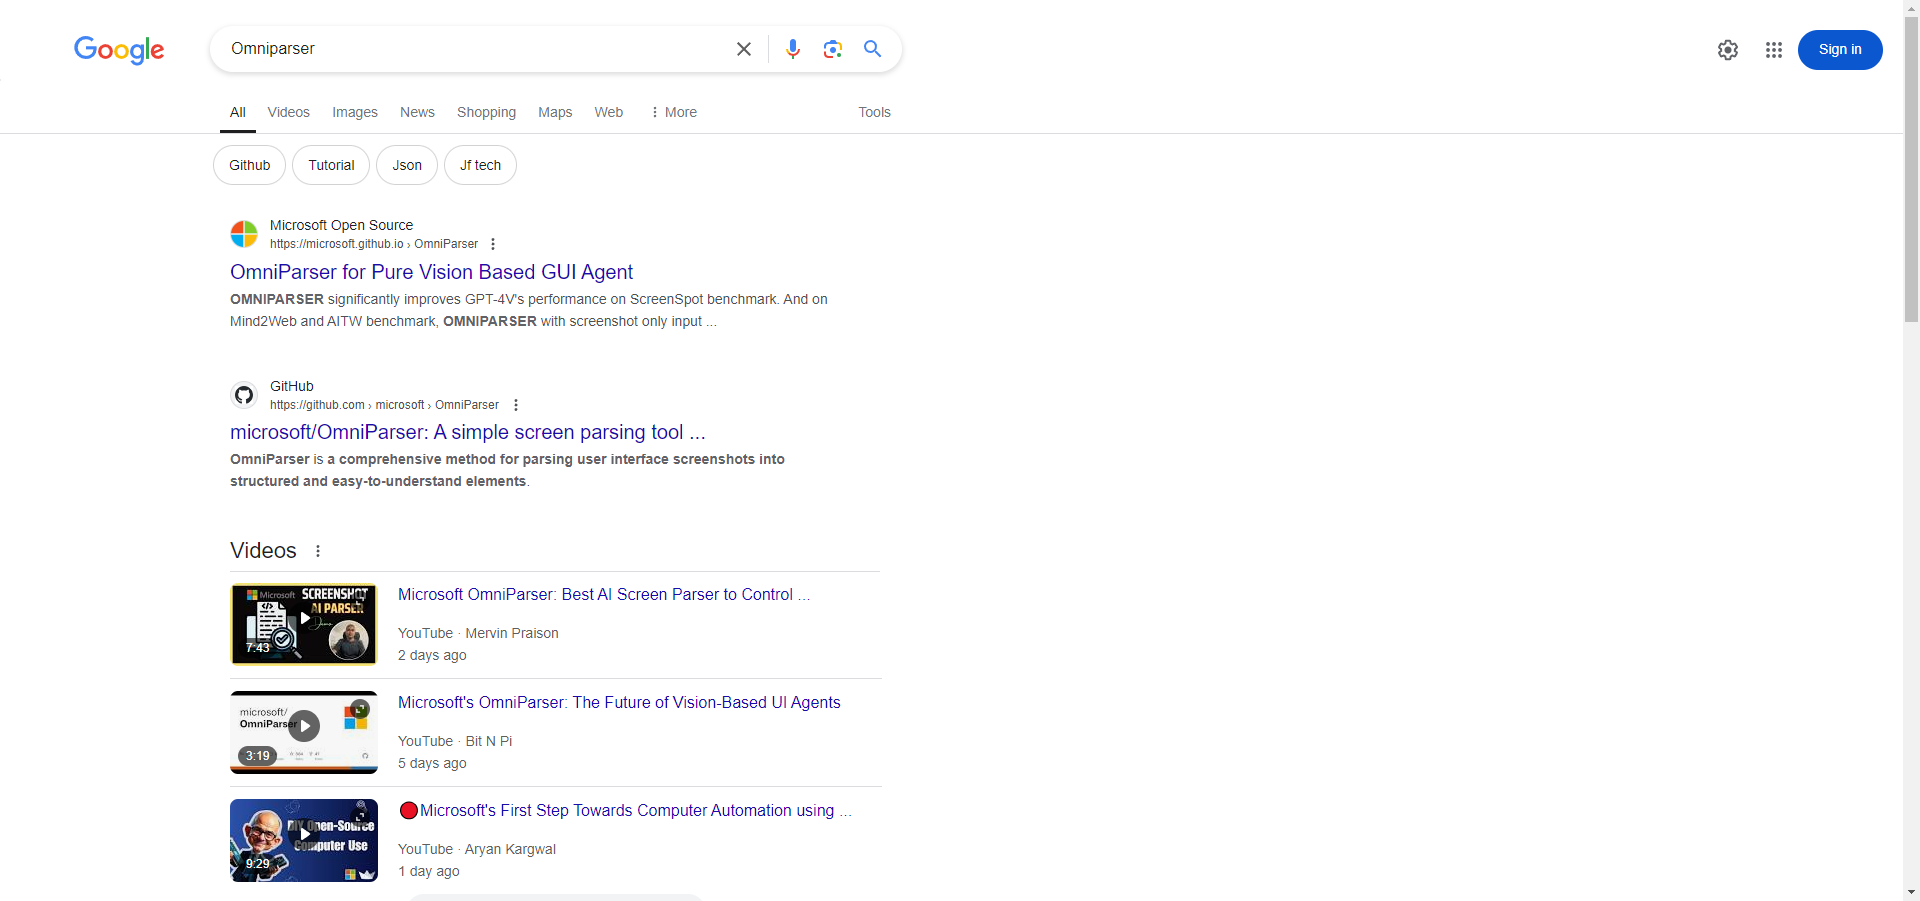 Google
Omniparser
Sign in
All Videos Images News Shopping Maps Web More Tools
Github Tutorial Json Jf tech
Microsoft Open Source
https://microsoft.github.io › OmniParser
OmniParser for Pure Vision Based GUI Agent
OMNIPARSER significantly improves GPT-4V's performance on ScreenSpot benchmark. And on
Mind2Web and AITW benchmark, OMNIPARSER with screenshot only input ...
GitHub
https://github.com › microsoft › OmniParser
microsoft/OmniParser: A simple screen parsing tool ...
OmniParser is a comprehensive method for parsing user interface screenshots into
structured and easy-to-understand elements.
Videos
Microsoft SCREENSHOT
AI PARSER
Demo
7:43
Microsoft OmniParser: Best AI Screen Parser to Control ...
YouTube · Mervin Praison
2 days ago
microsoft/
OmniParser
3:19
Microsoft's OmniParser: The Future of Vision-Based UI Agents
YouTube · Bit N Pi
5 days ago
DIY Open-Source
Computer Use
9:29
Microsoft's First Step Towards Computer Automation using ...
YouTube · Aryan Kargwal
1 day ago